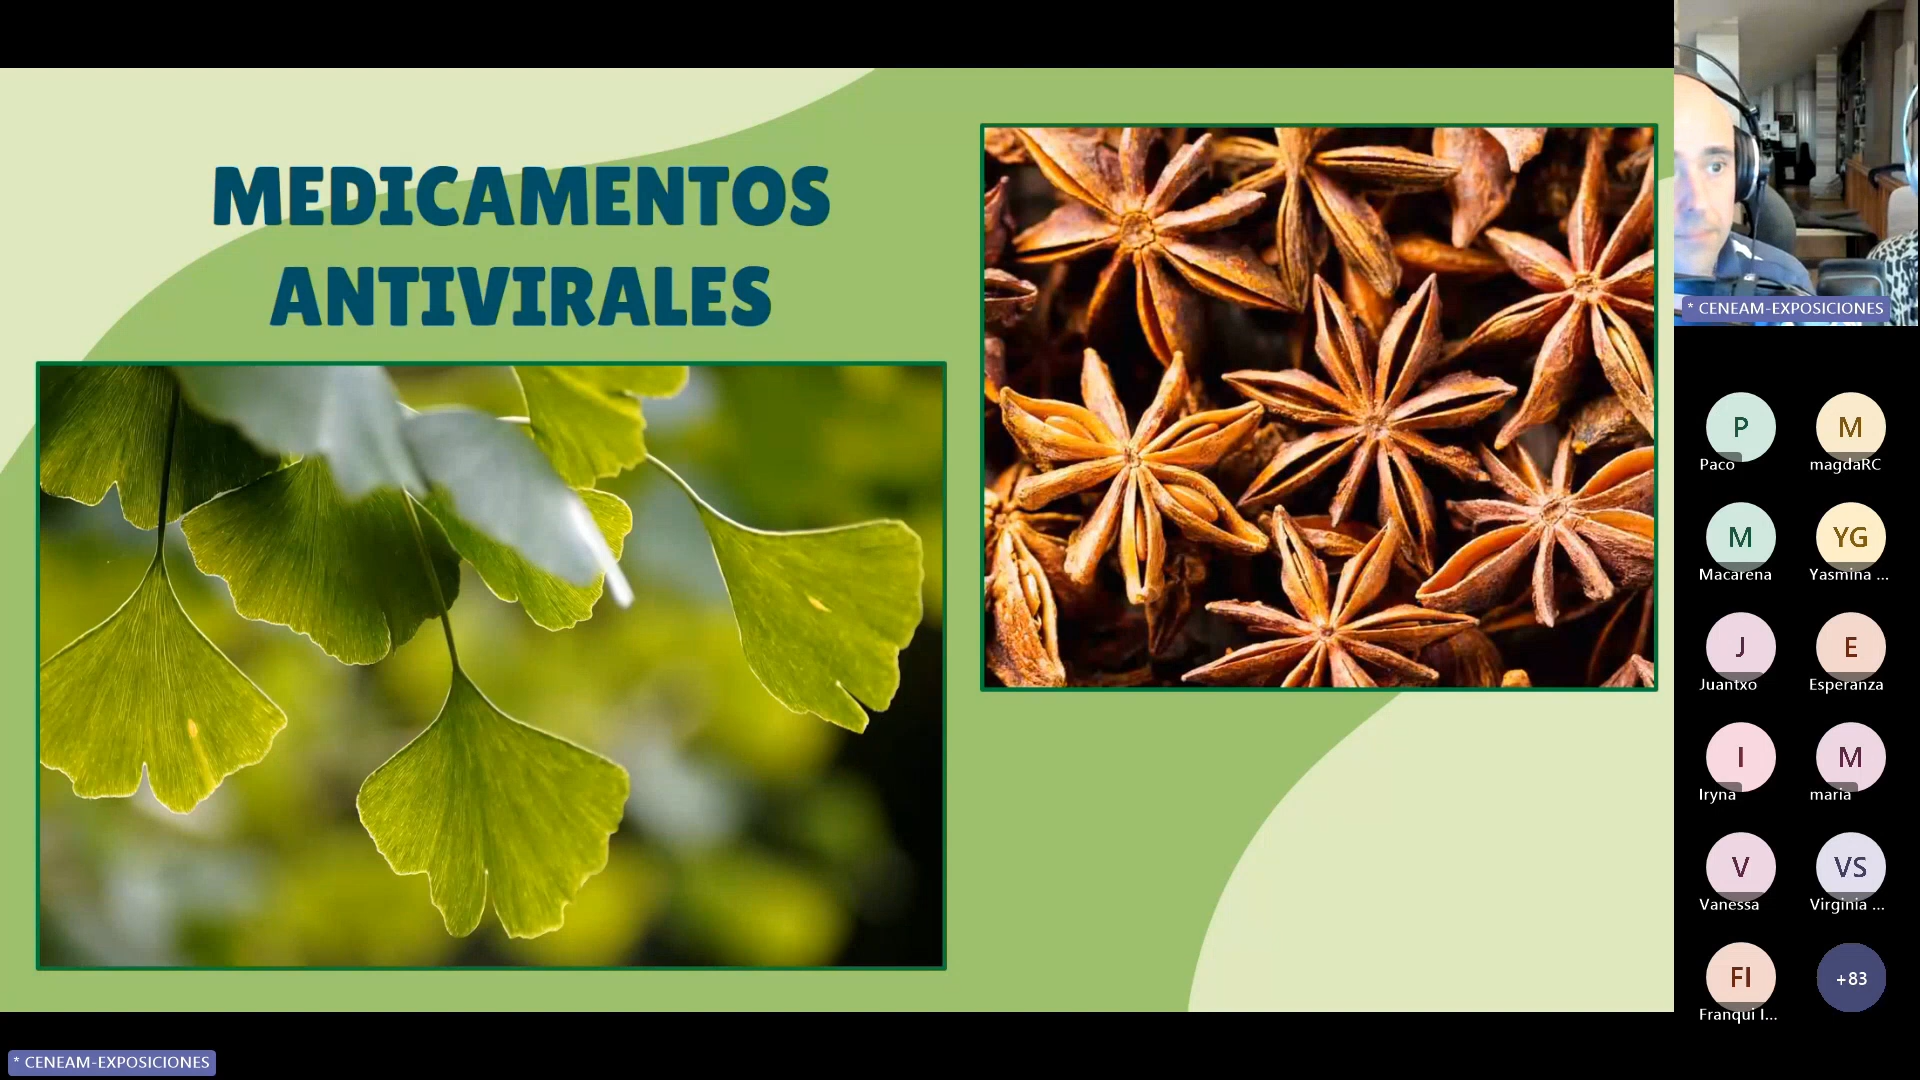 MEDICAMENTOS
ANTIVIRALES
* CENEAM-EXPOSICIONES
P
Paco
M
magdaRC
M
Macarena
YG
Yasmina ...
J
Juantxo
E
Esperanza
I
Iryna
M
maria
V
Vanessa
VS
Virginia ...
FI
Franqui I...
+83
* CENEAM-EXPOSICIONES